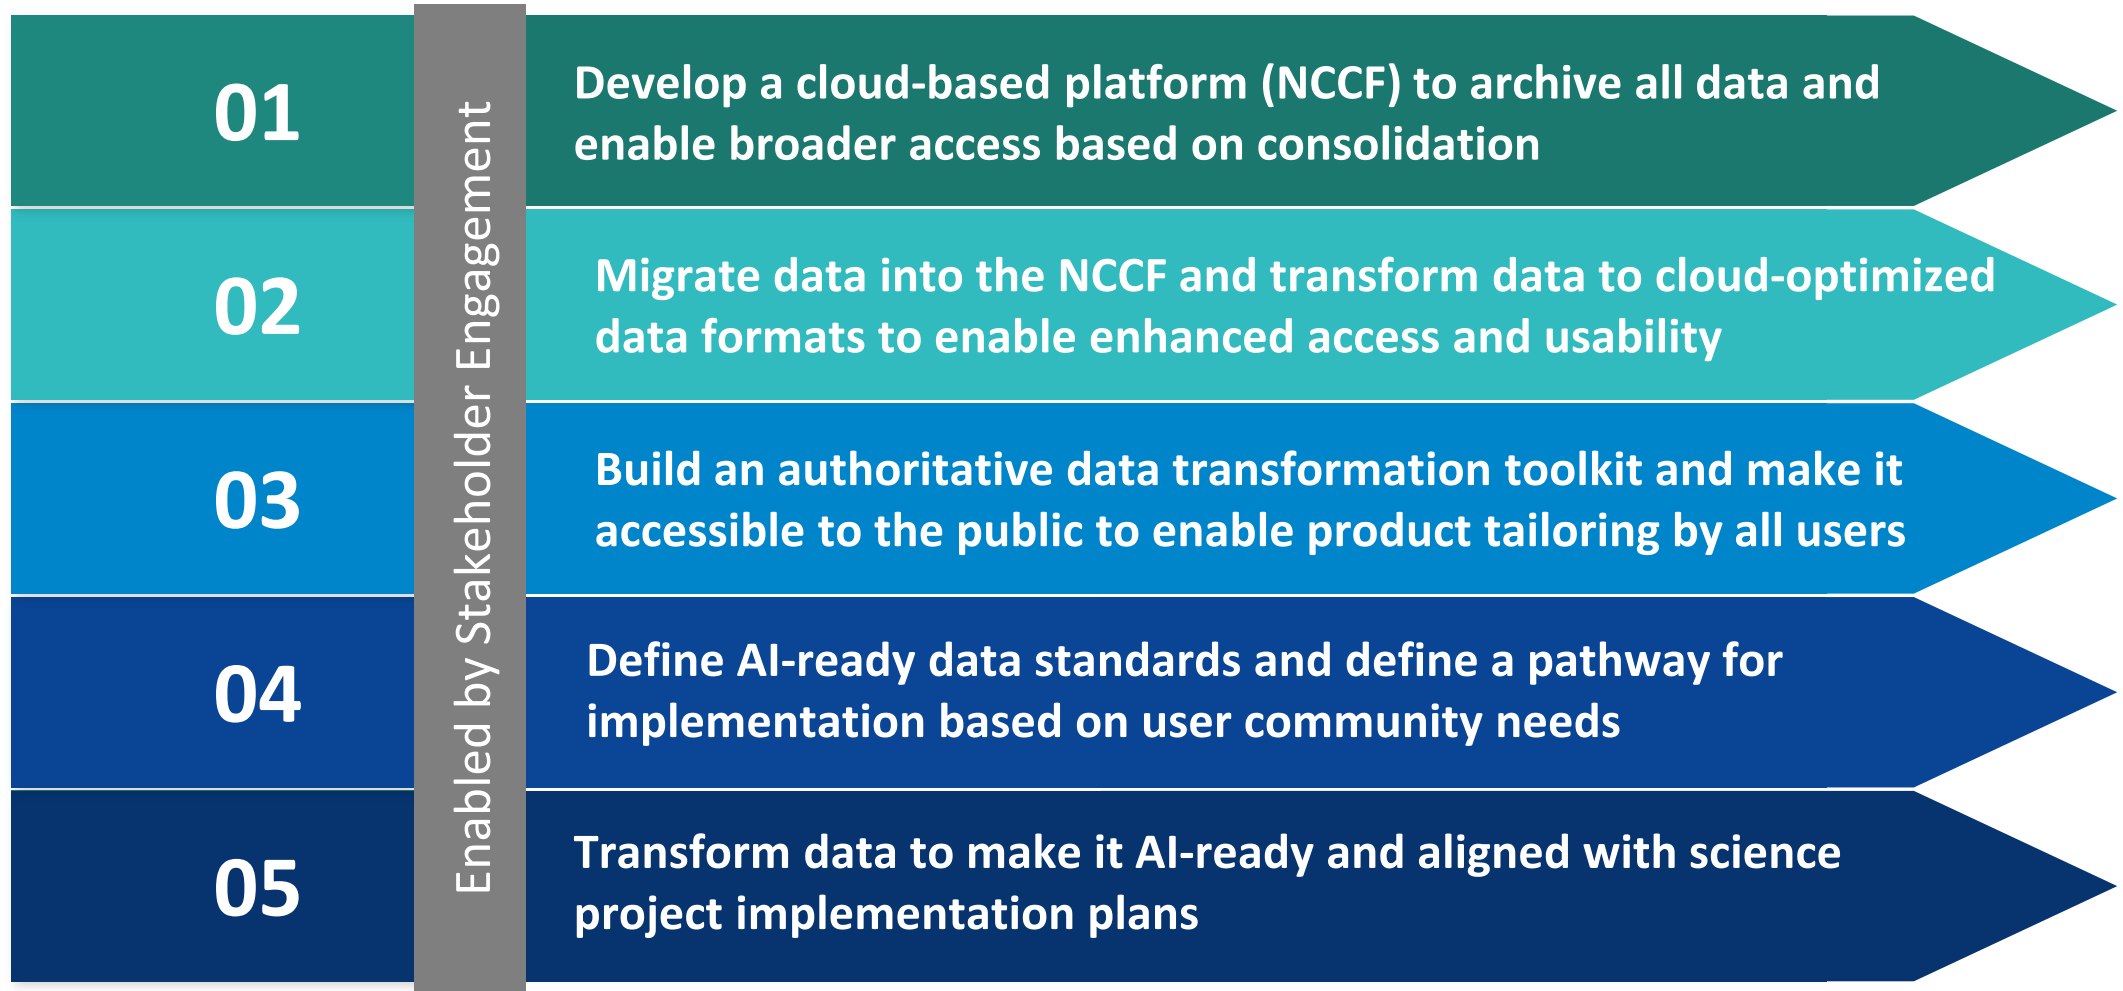 01
Develop a cloud-based platform (NCCF) to archive all data and
enable broader access based on consolidation
02
Migrate data into the NCCF and transform data to cloud-optimized
data formats to enable enhanced access and usability
03
Build an authoritative data transformation toolkit and make it
accessible to the public to enable product tailoring by all users
04
Define AI-ready data standards and define a pathway for
implementation based on user community needs
05
Transform data to make it AI-ready and aligned with science
project implementation plans
Enabled by Stakeholder Engagement